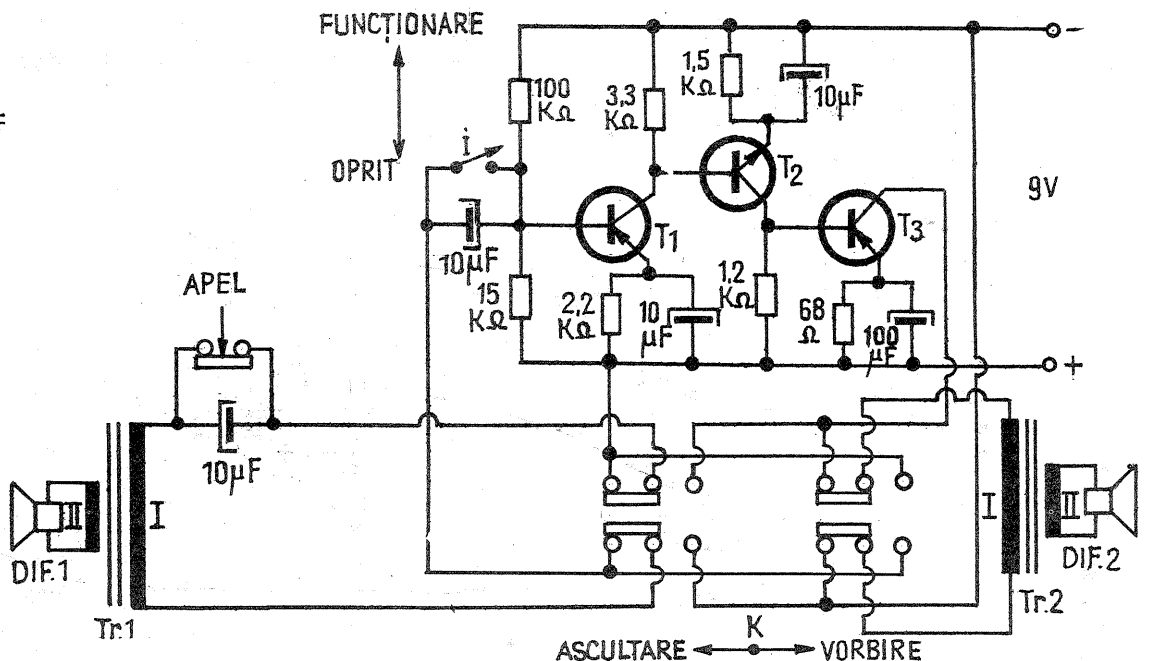 FUNCȚIONARE
OPRIT
i
100
KΩ
3,3
KΩ
1,5
KΩ
10µF
T2
9V
T1
T3
10µF
15
KΩ
2,2
KΩ
10
µF
1,2
KΩ
68
Ω
100
µF
APEL
10µF
-
+
DIF.1
II
I
Tr.1
I
II
DIF.2
Tr.2
K
ASCULTARE
VORBIRE